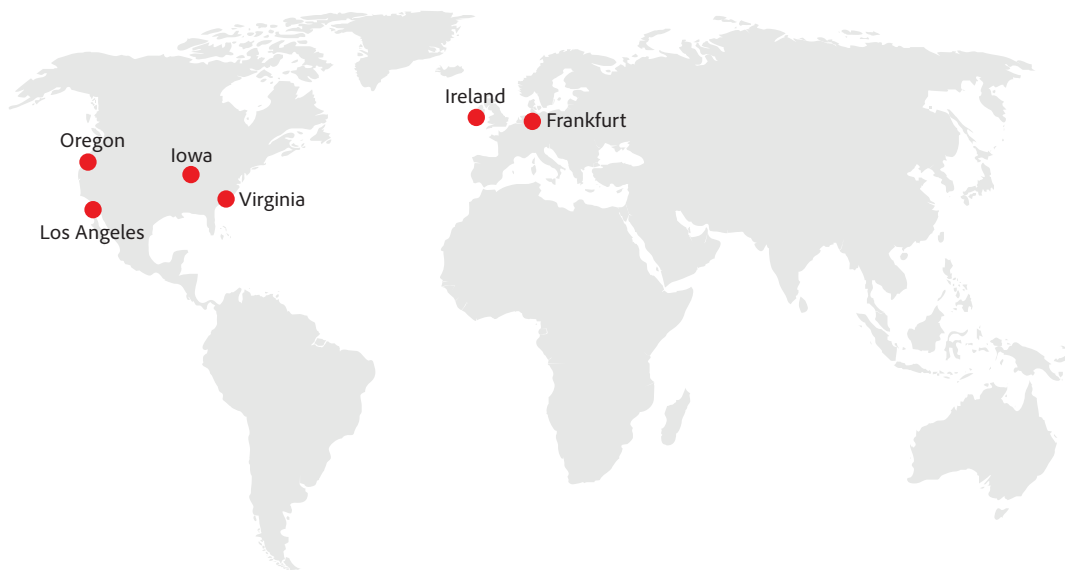 Ireland
Frankfurt
Oregon
Iowa
Virginia
Los Angeles